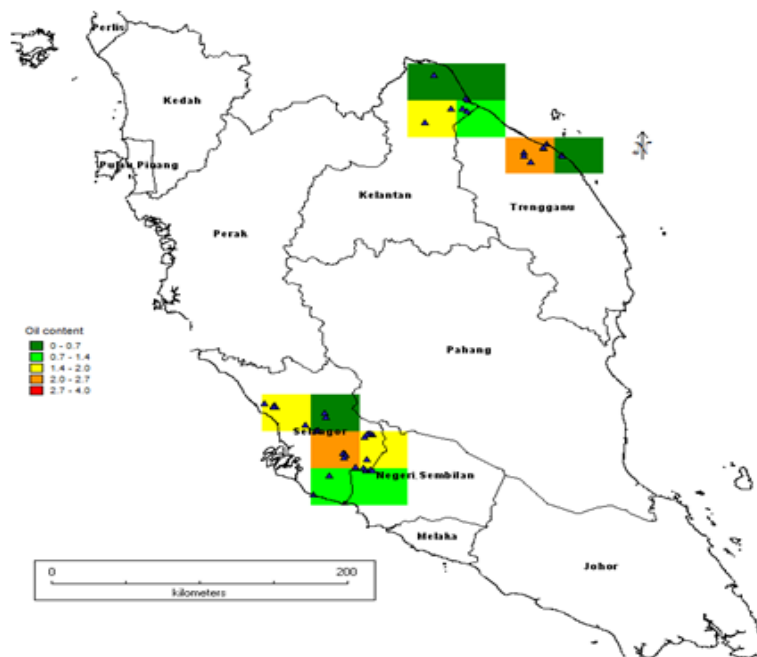 Perlis
Kedah
Pulau Pinang
Perak
Kelantan
Trengganu
Pahang
Oil content
0 - 0.7
0.7 - 1.4
1.4 - 2.0
2.0 - 2.7
2.7 - 4.0
Selangor
Negeri Sembilan
Melaka
Johor
0 200
kilometers